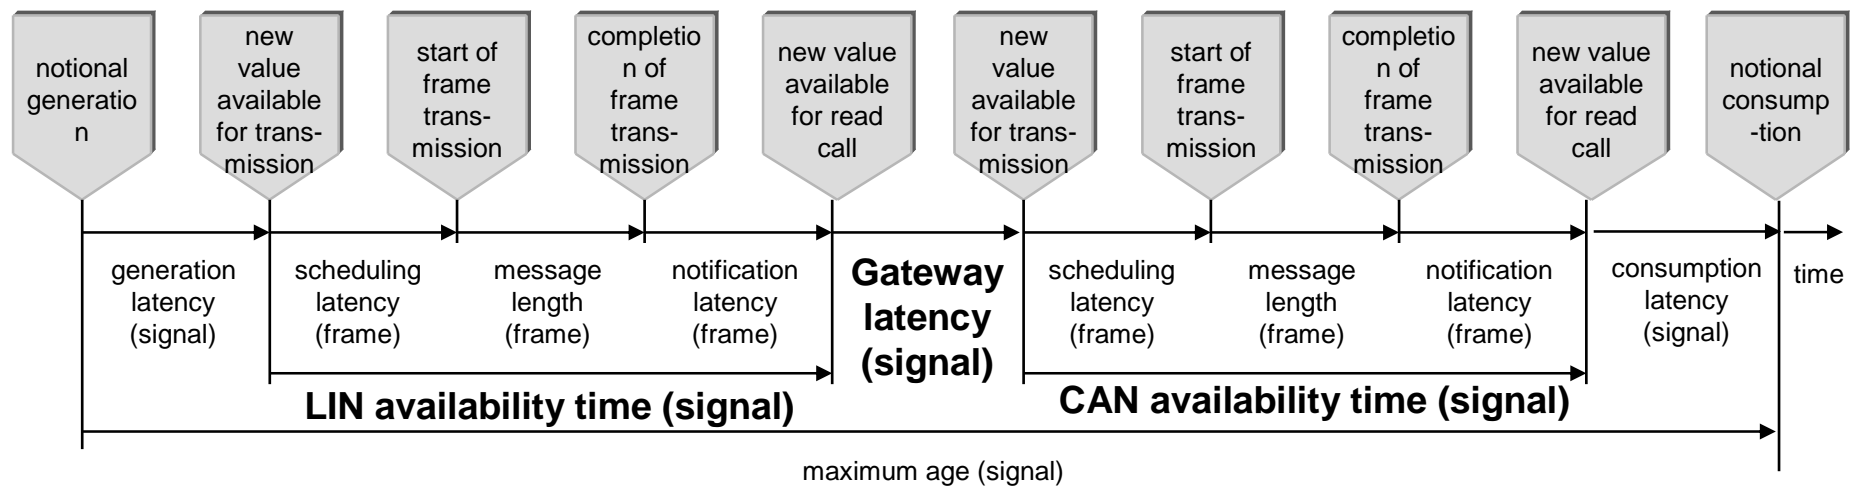 notional
generatio
n
new
value
available
for trans-
mission
start of
frame
trans-
mission
completio
n of
frame
trans-
mission
new value
available
for read
call
new
value
available
for trans-
mission
start of
frame
trans-
mission
completio
n of
frame
trans-
mission
new value
available
for read
call
notional
consump
-tion
generation
latency
(signal)
scheduling
latency
(frame)
message
length
(frame)
notification
latency
(frame)
Gateway
latency
(signal)
scheduling
latency
(frame)
message
length
(frame)
notification
latency
(frame)
consumption
latency
(signal)
time
LIN availability time (signal)
CAN availability time (signal)
maximum age (signal)